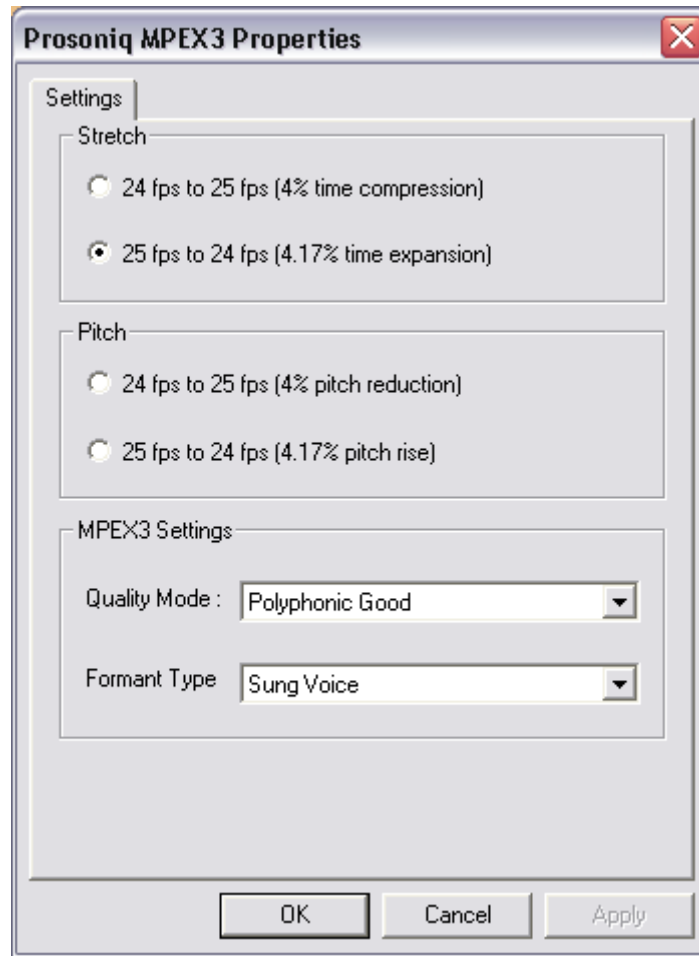 Prosoniq MPEX3 Properties
Settings
Stretch
24 fps to 25 fps (4% time compression)
25 fps to 24 fps (4.17% time expansion)
Pitch
24 fps to 25 fps (4% pitch reduction)
25 fps to 24 fps (4.17% pitch rise)
MPEX3 Settings
Quality Mode : Polyphonic Good
Formant Type Sung Voice
OK Cancel Apply